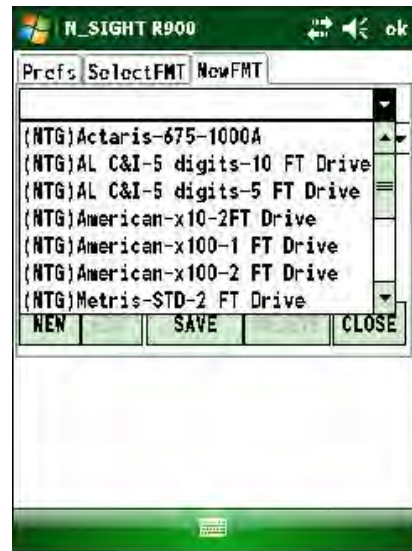 N_SIGHT R900 ok
Prefs SelectFMT NewFMT
(NTG)Actaris-675-1000A
(NTG)AL C&I-5 digits-10 FT Drive
(NTG)AL C&I-5 digits-5 FT Drive
(NTG)American-x10-2FT Drive
(NTG)American-x100-1 FT Drive
(NTG)American-x100-2 FT Drive
(NTG)Metris-STD-2 FT Drive
NEW SAVE CLOSE